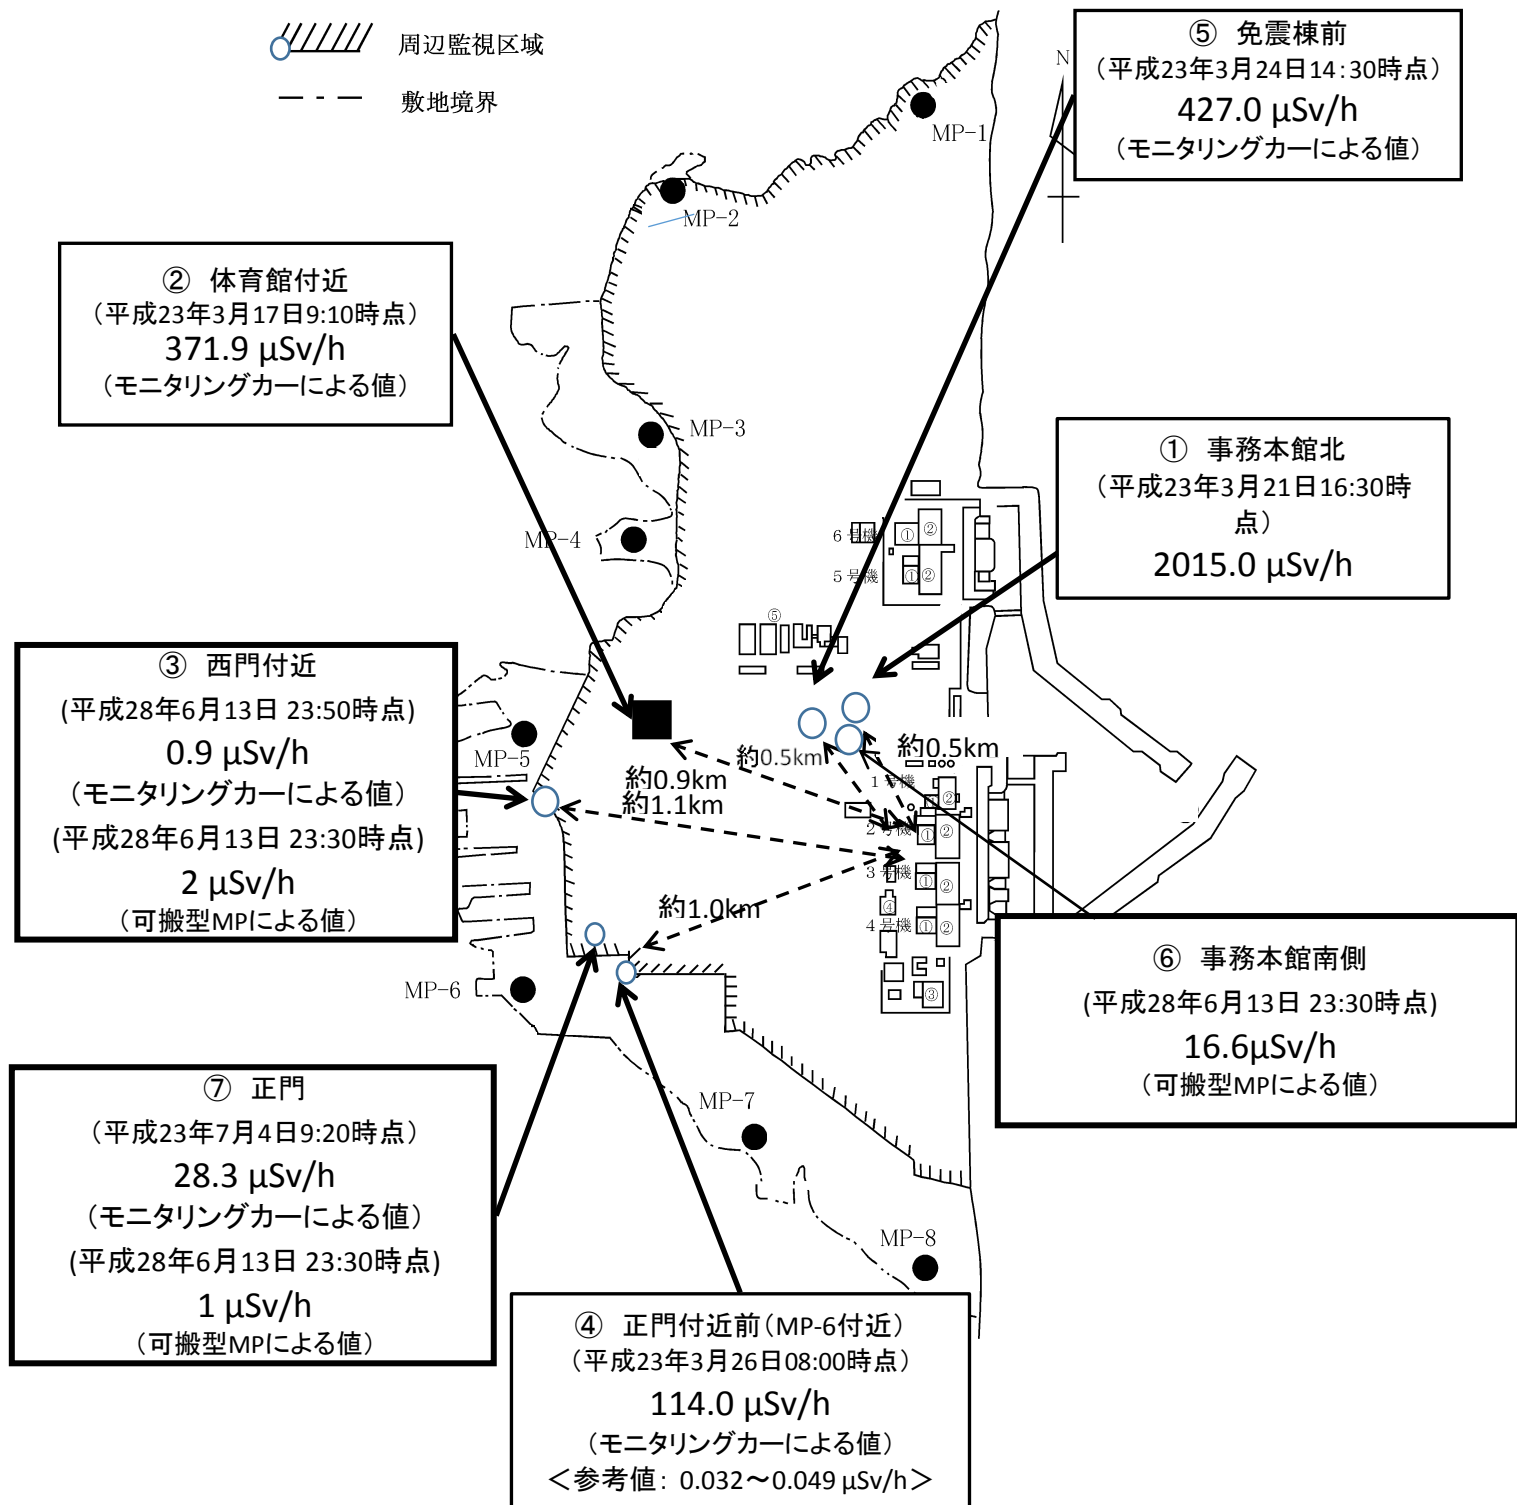 周辺監視区域
敷地境界
⑤ 免震棟前
（平成23年3月24日14：30時点）
427.0 μSv/h
（モニタリングカーによる値）
N
MP-1
MP-2
② 体育館付近
（平成23年3月17日9:10時点）
371.9 μSv/h
（モニタリングカーによる値）
MP-3
① 事務本館北
（平成23年3月21日16:30時
点）
2015.0 μSv/h
MP-4
6号機
①
②
5号機
①
②
⑤
③ 西門付近
(平成28年6月13日 23:50時点)
0.9 μSv/h
（モニタリングカーによる値）
(平成28年6月13日 23:30時点)
2 μSv/h
（可搬型MPによる値）
MP-5
約0.5km
約0.5km
約0.9km
約1.1km
1号機
①
②
2号機
①
②
3号機
①
②
約1.0km
④
4号機
①
②
③
MP-6
⑥ 事務本館南側
(平成28年6月13日 23:30時点)
16.6μSv/h
（可搬型MPによる値）
⑦ 正門
（平成23年7月4日9:20時点）
28.3 μSv/h
（モニタリングカーによる値）
(平成28年6月13日 23:30時点)
1 μSv/h
（可搬型MPによる値）
MP-7
MP-8
④ 正門付近前（MP-6付近）
（平成23年3月26日08:00時点）
114.0 μSv/h
（モニタリングカーによる値）
＜参考値： 0.032～0.049 μSv/h＞